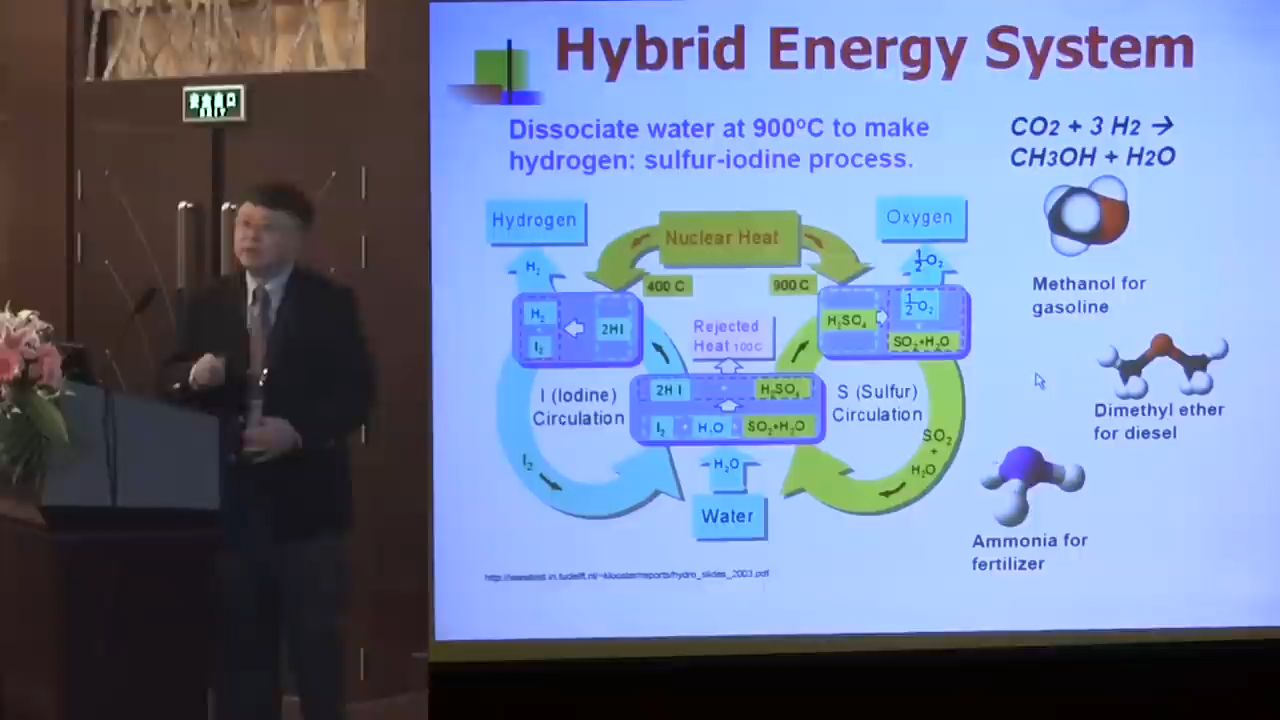 EXIT
Hybrid Energy System
Dissociate water at 900ºC to make
hydrogen: sulfur-iodine process.
CO2 + 3 H2 →
CH3OH + H2O
Hydrogen
Nuclear Heat
Oxygen
H₂
½O₂
400 C
900 C
H₂
+
I₂
2HI
H₂SO₄
½O₂
+
SO₂+H₂O
Rejected
Heat 100C
I (Iodine)
Circulation
2HI
+
H₂SO₄
I₂ + H₂O + SO₂+H₂O
S (Sulfur)
Circulation
I₂
H₂O
SO₂
+
H₂O
Water
Methanol for
gasoline
Dimethyl ether
for diesel
Ammonia for
fertilizer